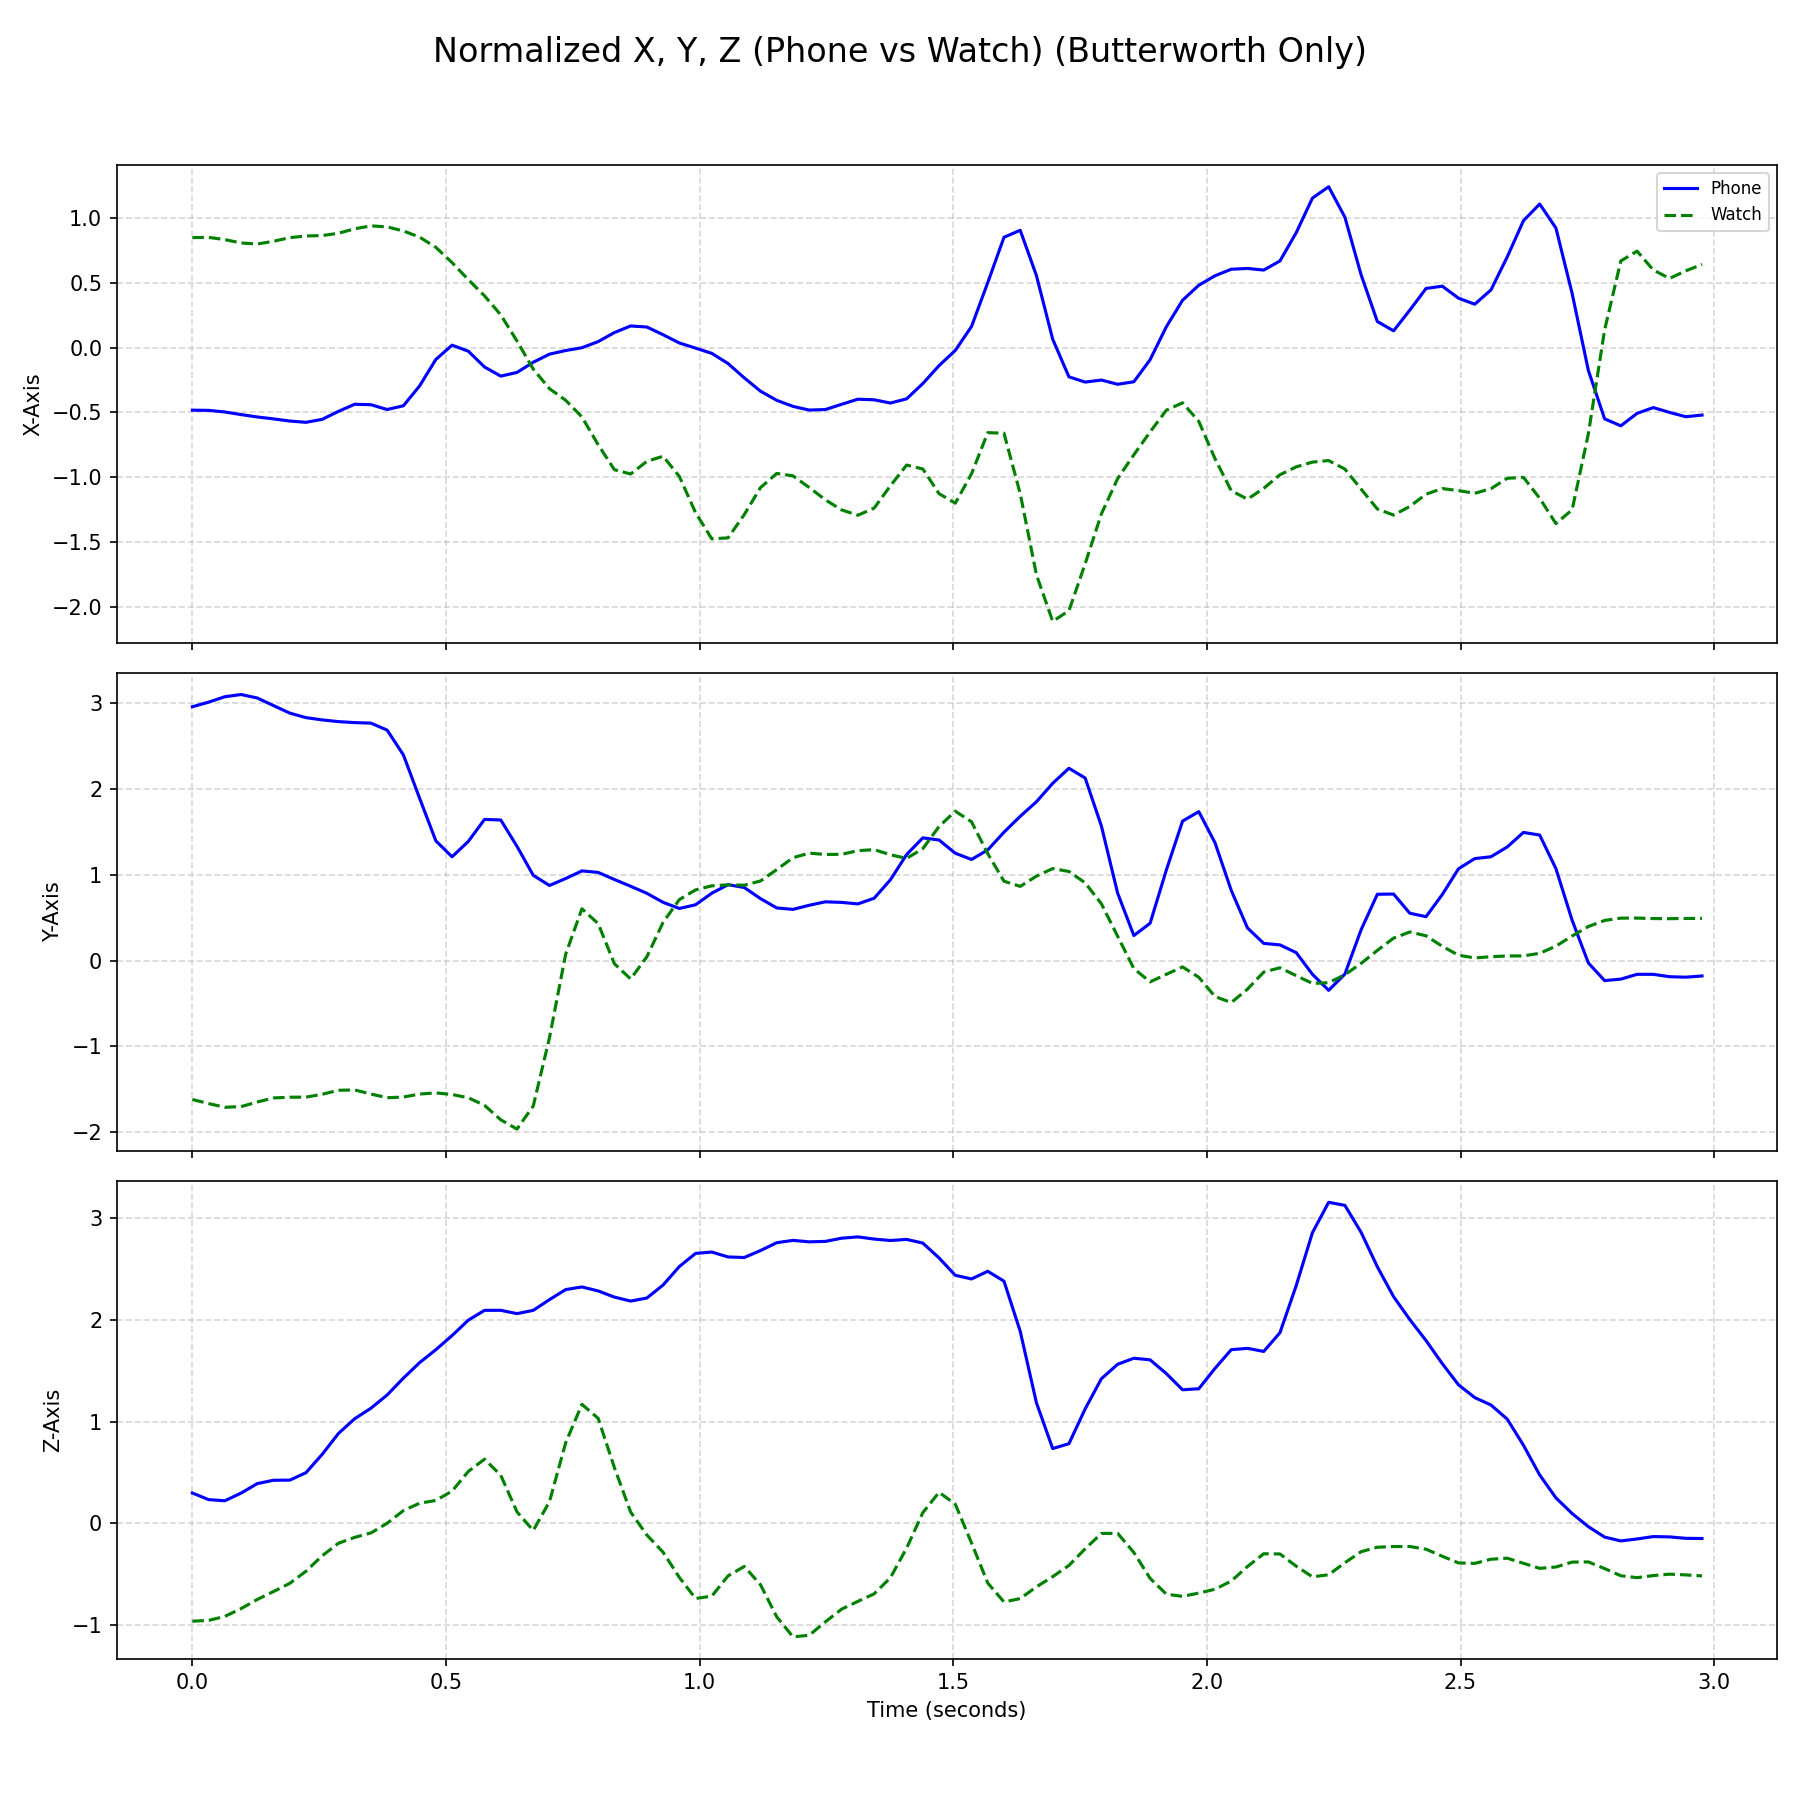 Normalized X, Y, Z (Phone vs Watch) (Butterworth Only)
Phone
Watch
X-Axis
1.0
0.5
0.0
−0.5
−1.0
−1.5
−2.0
Y-Axis
3
2
1
0
−1
−2
Z-Axis
3
2
1
0
−1
0.0 0.5 1.0 1.5 2.0 2.5 3.0
Time (seconds)